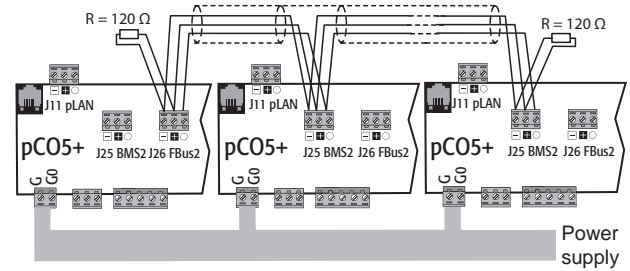 R = 120 Ω
R = 120 Ω
J11 pLAN
J11 pLAN
J11 pLAN
pCO5+
J25 BMS2 J26 FBus2
pCO5+
J25 BMS2 J26 FBus2
pCO5+
J25 BMS2 J26 FBus2
G
G0
G
G0
G
G0
Power
supply